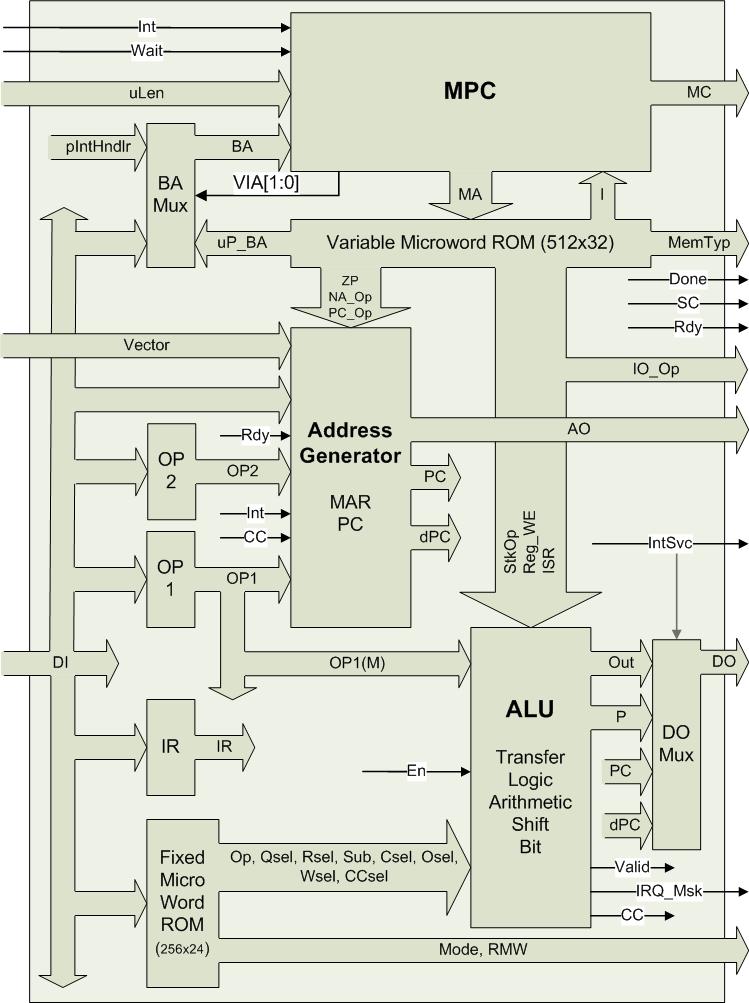 Int
Wait
uLen
MPC
MC
pIntHndlr
BA
BA
Mux
VIA[1:0]
MA
I
uP_BA
Variable Microword ROM (512x32)
MemTyp
ZP
NA_Op
PC_Op
Done
SC
Rdy
Vector
IO_Op
Address
Generator
MAR
PC
AO
Rdy
OP
2
OP2
PC
Int
CC
dPC
StkOp
Reg_WE
ISR
IntSvc
OP
1
OP1
DI
OP1(M)
ALU
Transfer
Logic
Arithmetic
Shift
Bit
Out
DO
P
DO
Mux
IR
IR
En
PC
dPC
Fixed
Micro
Word
ROM
(256x24)
Op, Qsel, Rsel, Sub, Csel, Osel,
Wsel, CCsel
Valid
IRQ_Msk
CC
Mode, RMW